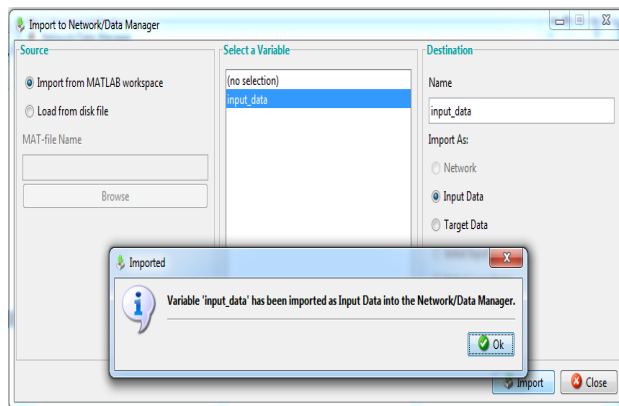 Import to Network/Data Manager
Source
Import from MATLAB workspace
Load from disk file
MAT-file Name
Browse
Select a Variable
(no selection)
input_data
Destination
Name
input_data
Import As:
Network
Input Data
Target Data
Imported
X
Variable 'input_data' has been imported as Input Data into the Network/Data Manager.
Ok
Import
Close